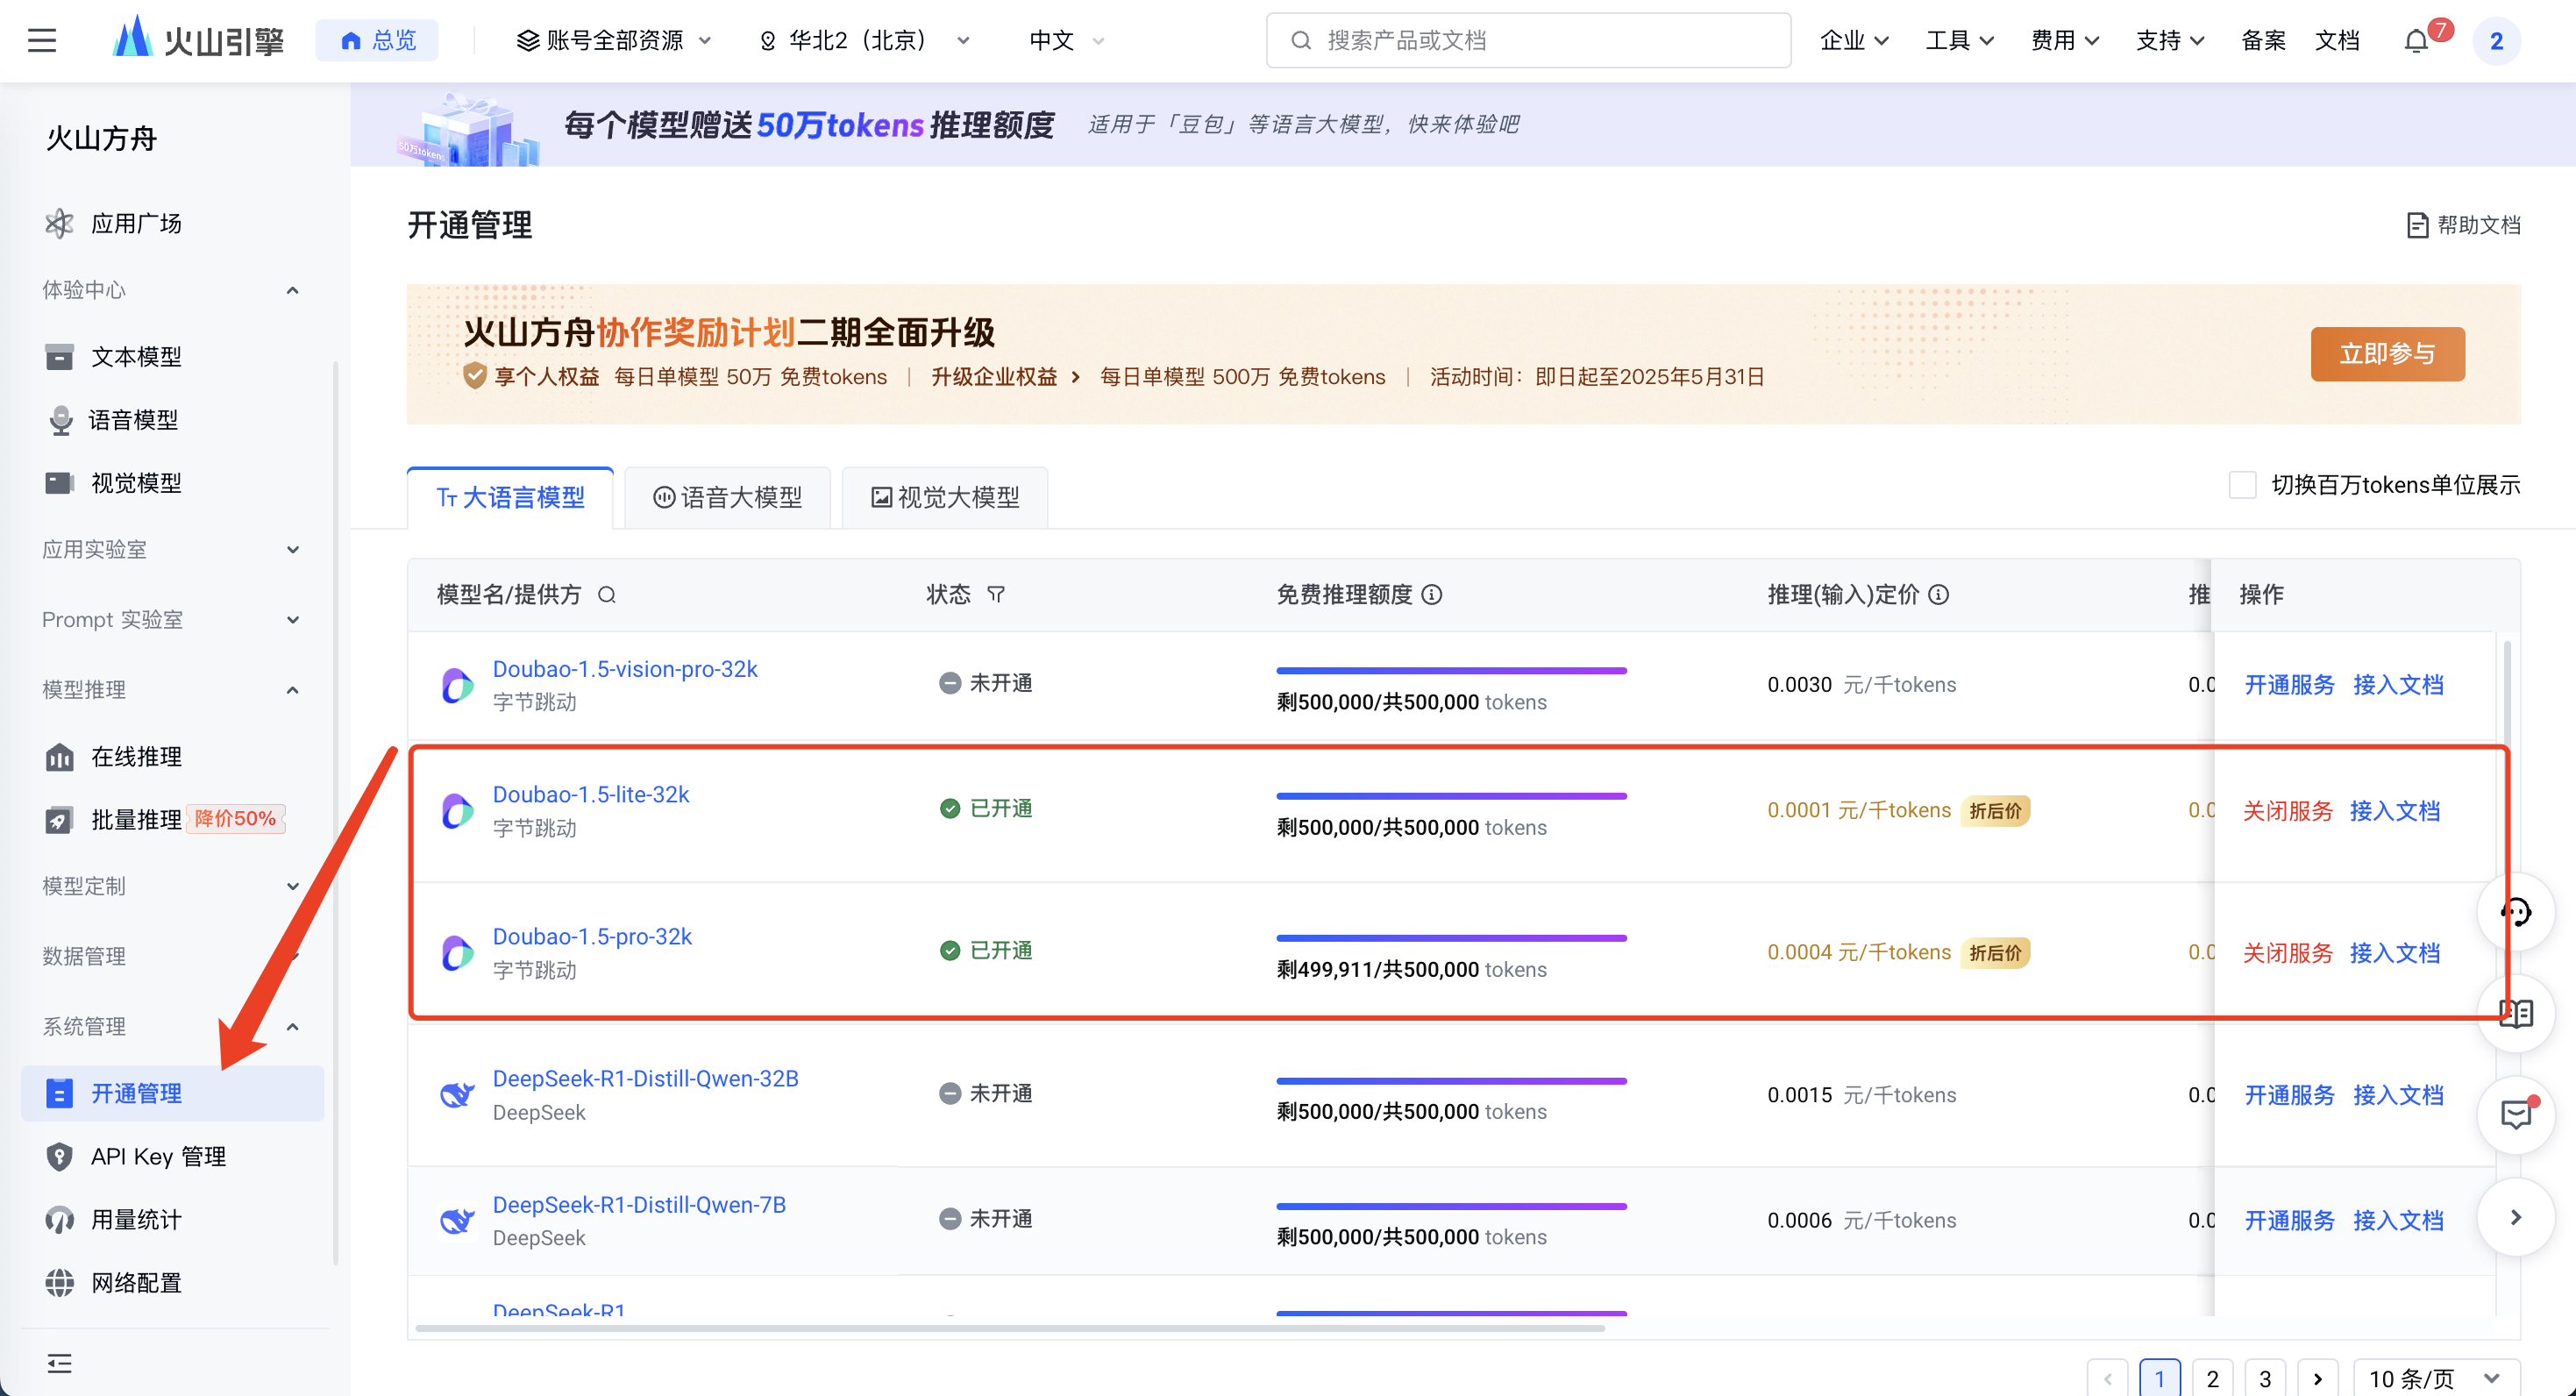 火山引擎 总览 账号全部资源 华北2（北京） 中文 搜索产品或文档 企业 工具 费用 支持 备案 文档 7 2
火山方舟
应用广场
体验中心
文本模型
语音模型
视觉模型
应用实验室
Prompt 实验室
模型推理
在线推理
批量推理 降价50%
模型定制
数据管理
系统管理
开通管理
API Key 管理
用量统计
网络配置
50万tokens
每个模型赠送50万tokens推理额度 适用于「豆包」等语言大模型，快来体验吧
开通管理 帮助文档
火山方舟协作奖励计划二期全面升级
享个人权益 每日单模型 50万 免费tokens | 升级企业权益 每日单模型 500万 免费tokens | 活动时间：即日起至2025年5月31日
立即参与
大语言模型 语音大模型 视觉大模型 切换百万tokens单位展示
模型名/提供方 状态 免费推理额度 推理(输入)定价 推 操作
Doubao-1.5-vision-pro-32k
字节跳动
未开通
剩500,000/共500,000 tokens
0.0030 元/千tokens 0.0 开通服务 接入文档
Doubao-1.5-lite-32k
字节跳动
已开通
剩500,000/共500,000 tokens
0.0001 元/千tokens 折后价 0.0 关闭服务 接入文档
Doubao-1.5-pro-32k
字节跳动
已开通
剩499,911/共500,000 tokens
0.0004 元/千tokens 折后价 0.0 关闭服务 接入文档
DeepSeek-R1-Distill-Qwen-32B
DeepSeek
未开通
剩500,000/共500,000 tokens
0.0015 元/千tokens 0.0 开通服务 接入文档
DeepSeek-R1-Distill-Qwen-7B
DeepSeek
未开通
剩500,000/共500,000 tokens
0.0006 元/千tokens 0.0 开通服务 接入文档
DeepSeek-R1
1 2 3 10 条/页